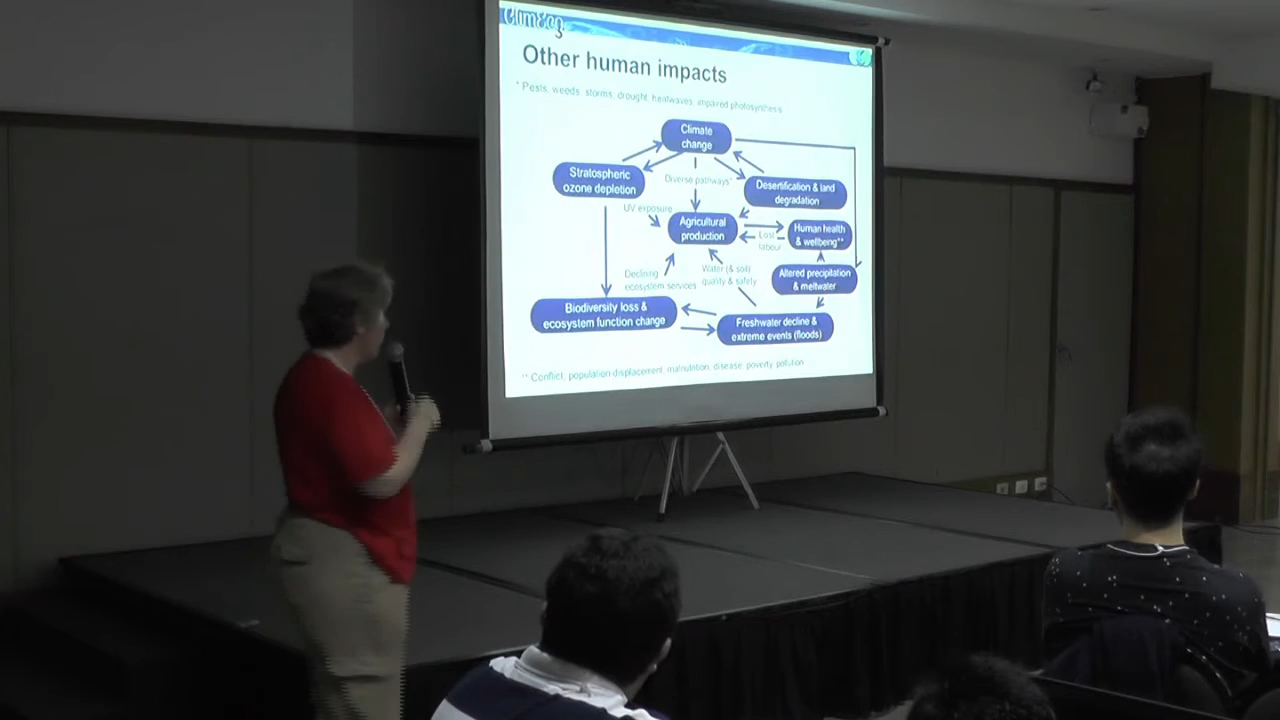 ClimEco
Other human impacts
* Pests, weeds, storms, drought, heatwaves, impaired photosynthesis
Climate
change
Stratospheric
ozone depletion
Diverse pathways*
Desertification & land
degradation
UV exposure
Agricultural
production
Lost
labour
Human health
& wellbeing**
Declining
ecosystem services
Water (& soil)
quality & safety
Altered precipitation
& meltwater
Biodiversity loss &
ecosystem function change
Freshwater decline &
extreme events (floods)
** Conflict, population displacement, malnutrition, disease, poverty, pollution